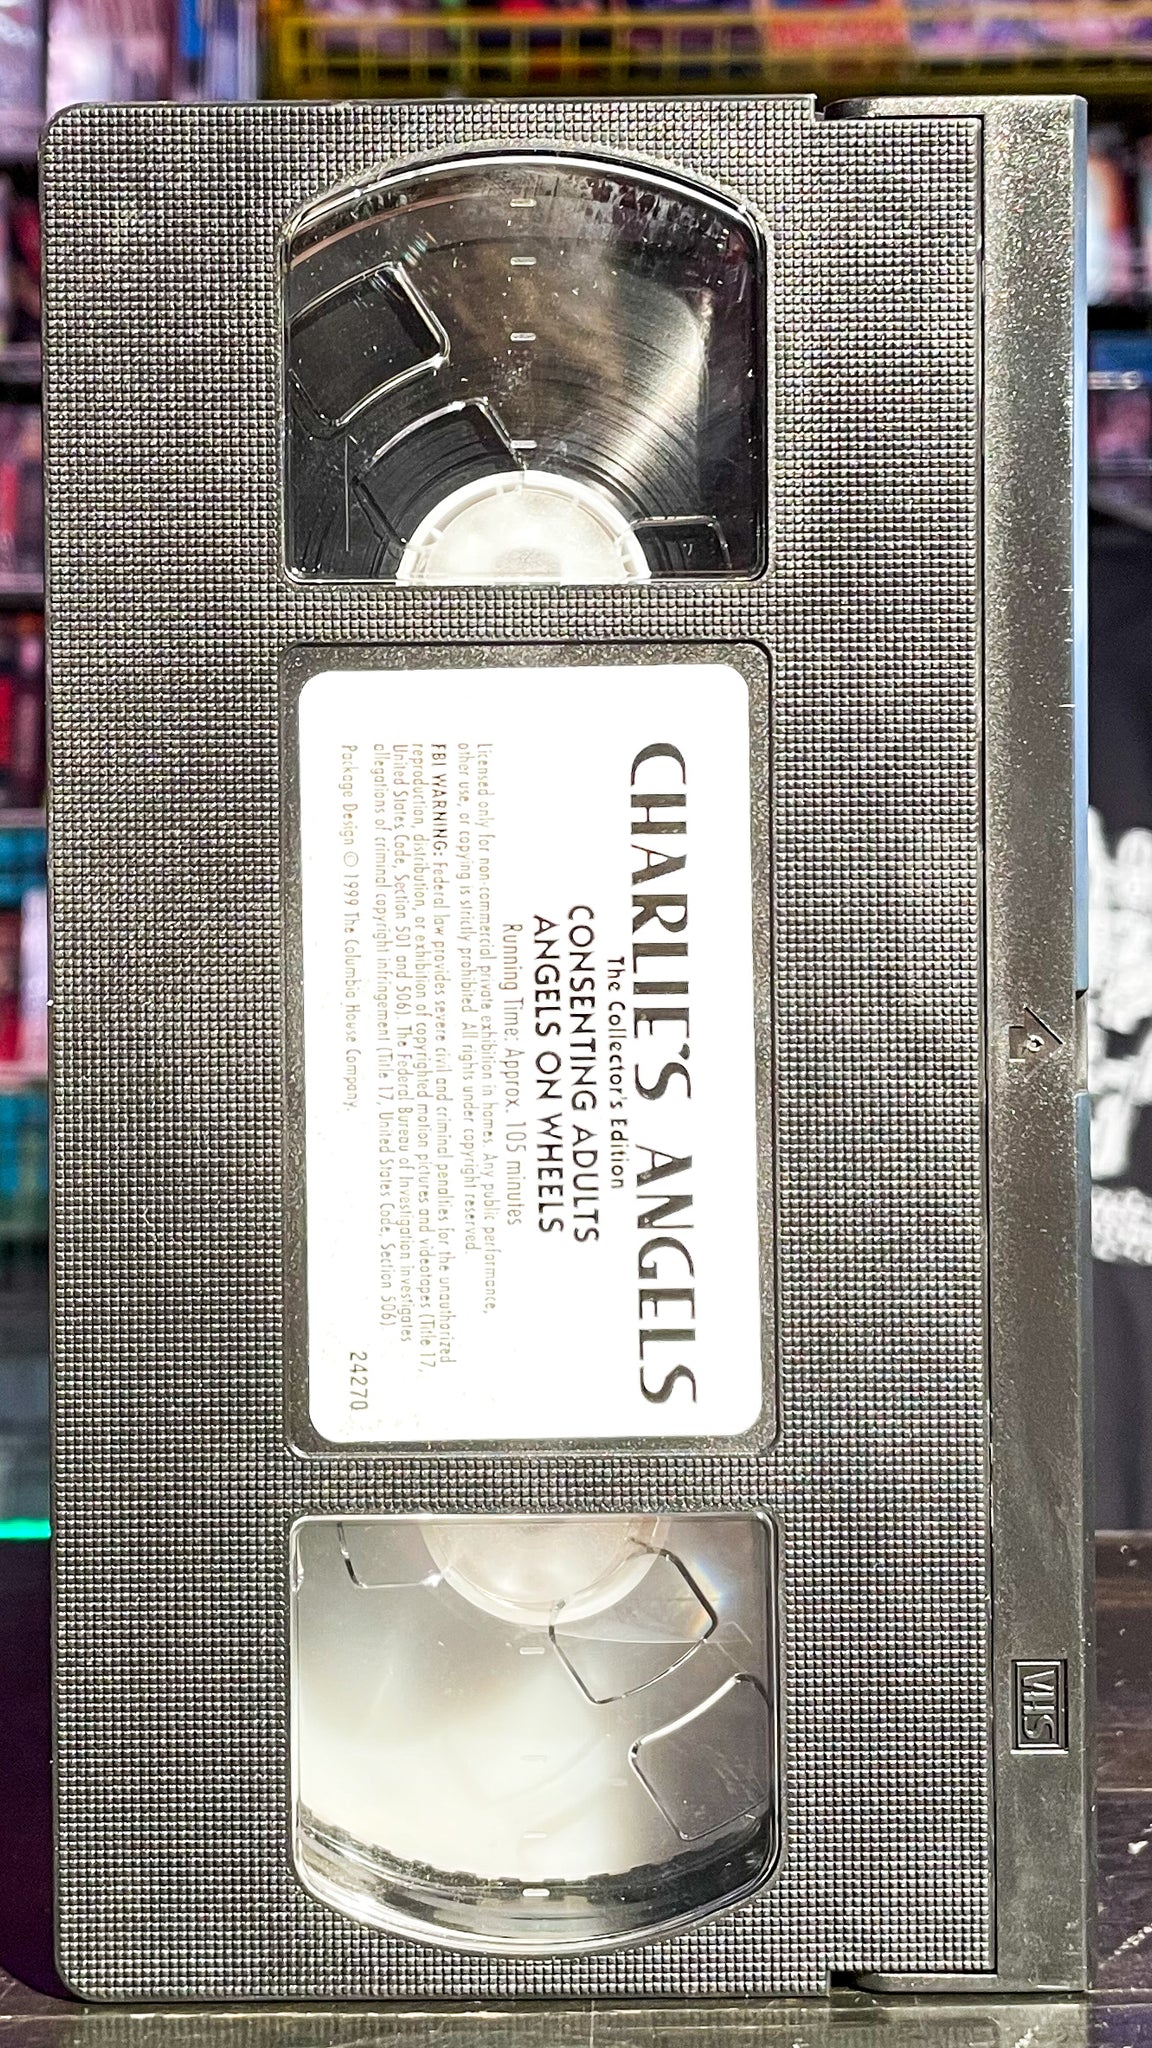 CHARLIE'S ANGELS
The Collector's Edition
CONSENTING ADULTS
ANGELS ON WHEELS
Running Time: Approx. 105 minutes
Licensed only for non-commercial private exhibition in homes. Any public performance,
other use, or copying is strictly prohibited. All rights under copyright reserved.
FBI WARNING: Federal law provides severe civil and criminal penalties for the unauthorized
reproduction, distribution, or exhibition of copyrighted motion pictures and videotapes (Title 17,
United States Code, Section 501 and 506). The Federal Bureau of Investigation investigates
allegations of criminal copyright infringement (Title 17, United States Code, Section 506)
Package Design © 1999 The Columbia House Company.
24270
VHS